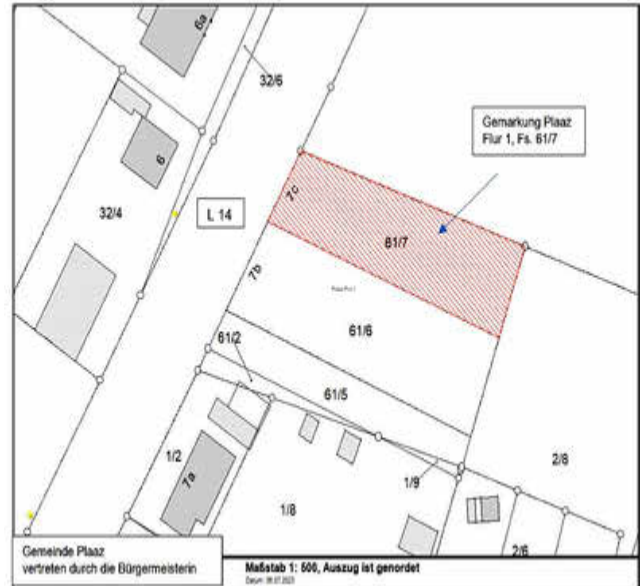 6a
32/6
Gemarkung Plaaz
Flur 1, Fs. 61/7
6
32/4
L 14
7c
61/7
7b
61/6
61/2
61/5
1/2
7a
1/8
1/9
2/8
2/6
Gemeinde Plaaz
vertreten durch die Bürgermeisterin
Maßstab 1: 500, Auszug ist genordet